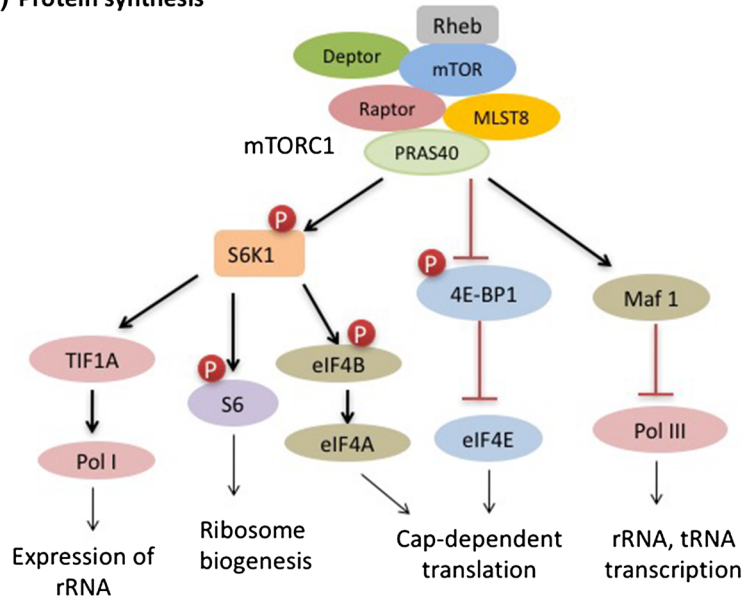 ) Protein synthesis
Rheb
Deptor
mTOR
Raptor
MLST8
mTORC1
PRAS40
P
S6K1
P
4E-BP1
Maf 1
TIF1A
P
eIF4B
P
S6
eIF4A
eIF4E
Pol III
Pol I
Expression of
rRNA
Ribosome
biogenesis
Cap-dependent
translation
rRNA, tRNA
transcription